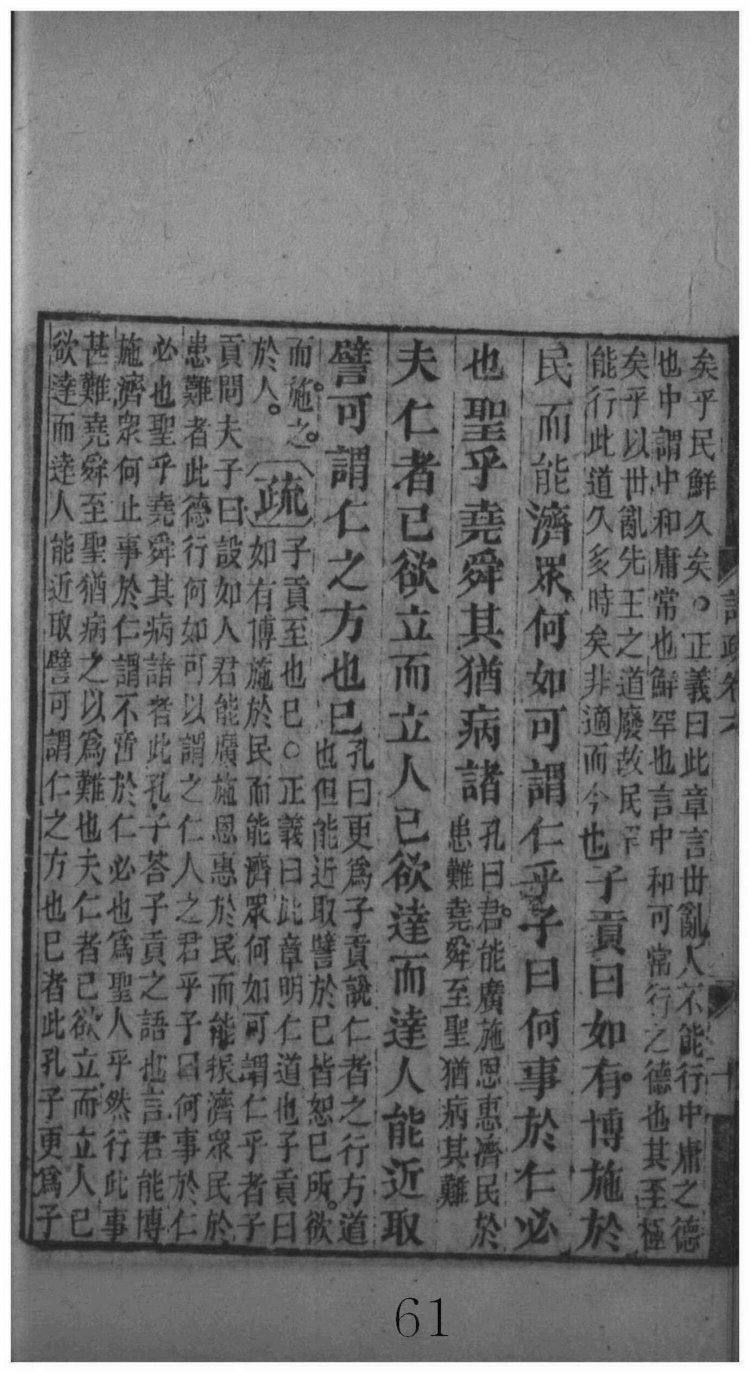 矣乎民鮮久矣。○正義曰此章言世亂人不能行中庸之德
也中謂中和庸常也鮮罕也言中和可常行之德也其至極
矣乎以世亂先王之道廢故民罕
能行此道久多時矣非適而今也
子貢曰如有博施於
民而能濟眾何如可謂仁乎子曰何事於仁必
也聖乎堯舜其猶病諸
孔曰君能廣施恩惠濟民於
患難堯舜至聖猶病其難
夫仁者己欲立而立人己欲達而達人能近取
譬可謂仁之方也已
孔曰更為子貢說仁者之行方道
也但能近取譬於己皆恕己所欲
而施之
於人。
疏
子貢至也已○正義曰此章明仁道也子貢曰
如有博施於民而能濟眾何如可謂仁乎者子
貢問夫子曰設如人君能廣施恩惠於民而能振濟眾民於
患難者此德行何如可以謂之仁人之君乎子曰何事於仁
必也聖乎堯舜其病諸者此孔子荅子貢之語也言君能博
施濟眾何止事於仁謂不啻於仁必也為聖人乎然行此事
甚難堯舜至聖猶病之以為難也夫仁者己欲立而立人己
欲達而達人能近取譬可謂仁之方也已者此孔子更為子
61